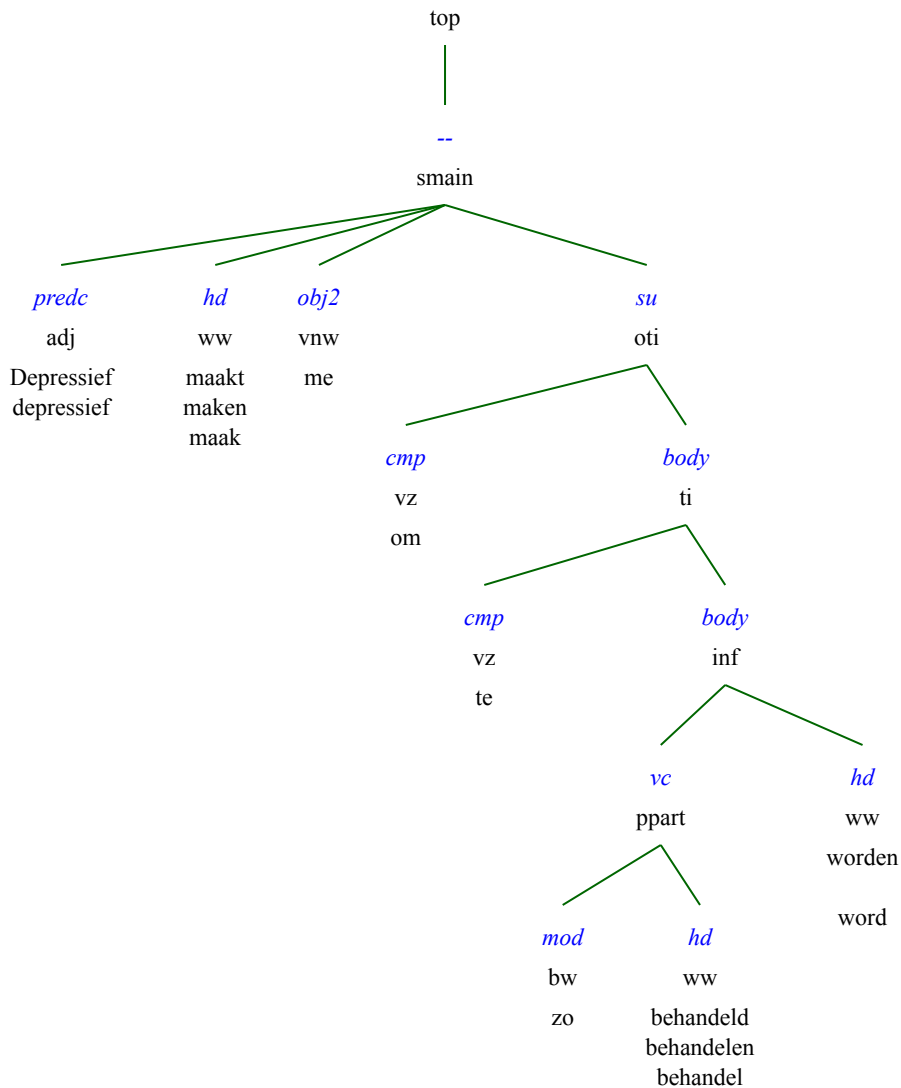 top
--
smain
predc hd obj2 su
adj ww vnw oti
Depressief maakt me
depressief maken
maak
cmp body
vz ti
om
cmp body
vz inf
te
vc hd
ppart ww
worden
word
mod hd
bw ww
zo behandeld
behandelen
behandel